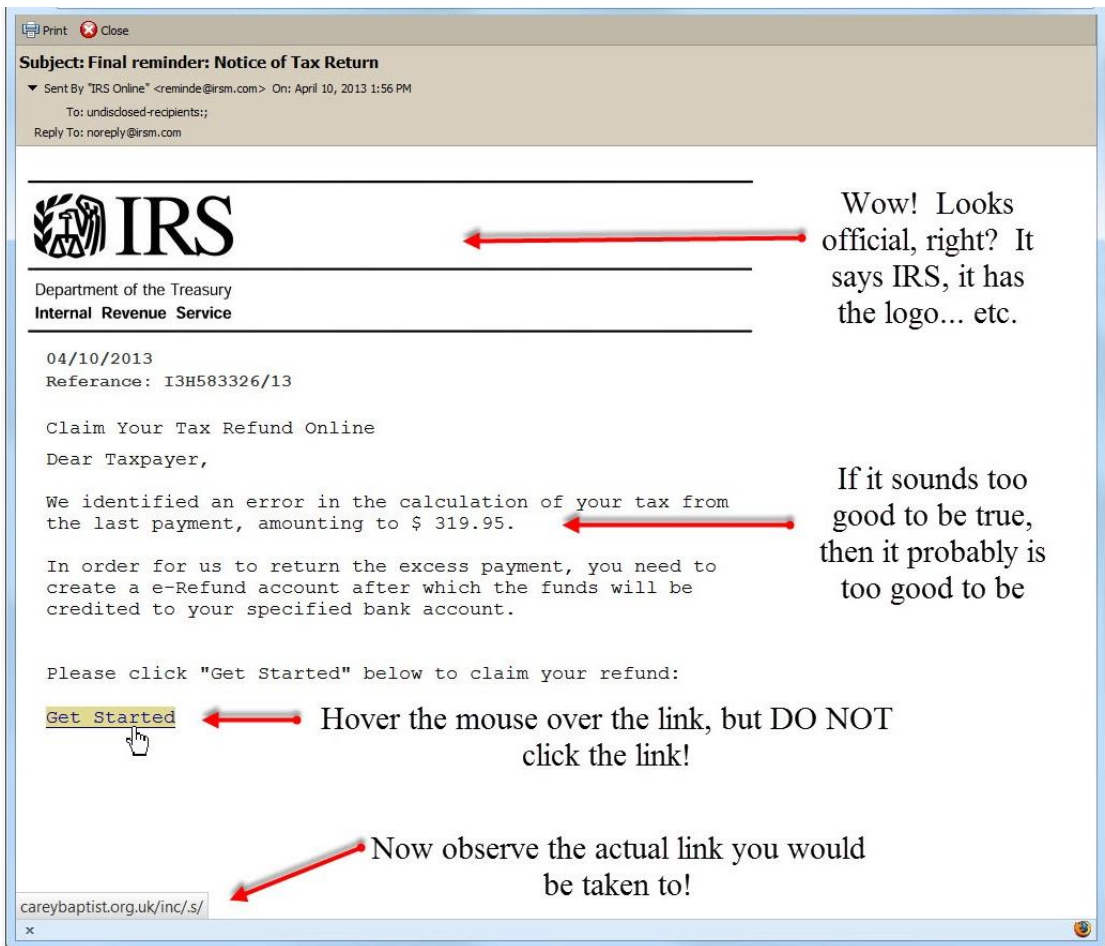 Print Close
Subject: Final reminder: Notice of Tax Return
Sent By "IRS Online" <reminde@irsm.com> On: April 10, 2013 1:56 PM
To: undisclosed-recipients:;
Reply To: noreply@irsm.com
IRS
Department of the Treasury
Internal Revenue Service
Wow! Looks
official, right? It
says IRS, it has
the logo... etc.
04/10/2013
Referance: I3H583326/13
Claim Your Tax Refund Online
Dear Taxpayer,
We identified an error in the calculation of your tax from
the last payment, amounting to $ 319.95.
In order for us to return the excess payment, you need to
create a e-Refund account after which the funds will be
credited to your specified bank account.
If it sounds too
good to be true,
then it probably is
too good to be
Please click "Get Started" below to claim your refund:
Get Started
Hover the mouse over the link, but DO NOT
click the link!
Now observe the actual link you would
be taken to!
careybaptist.org.uk/inc/.s/
x